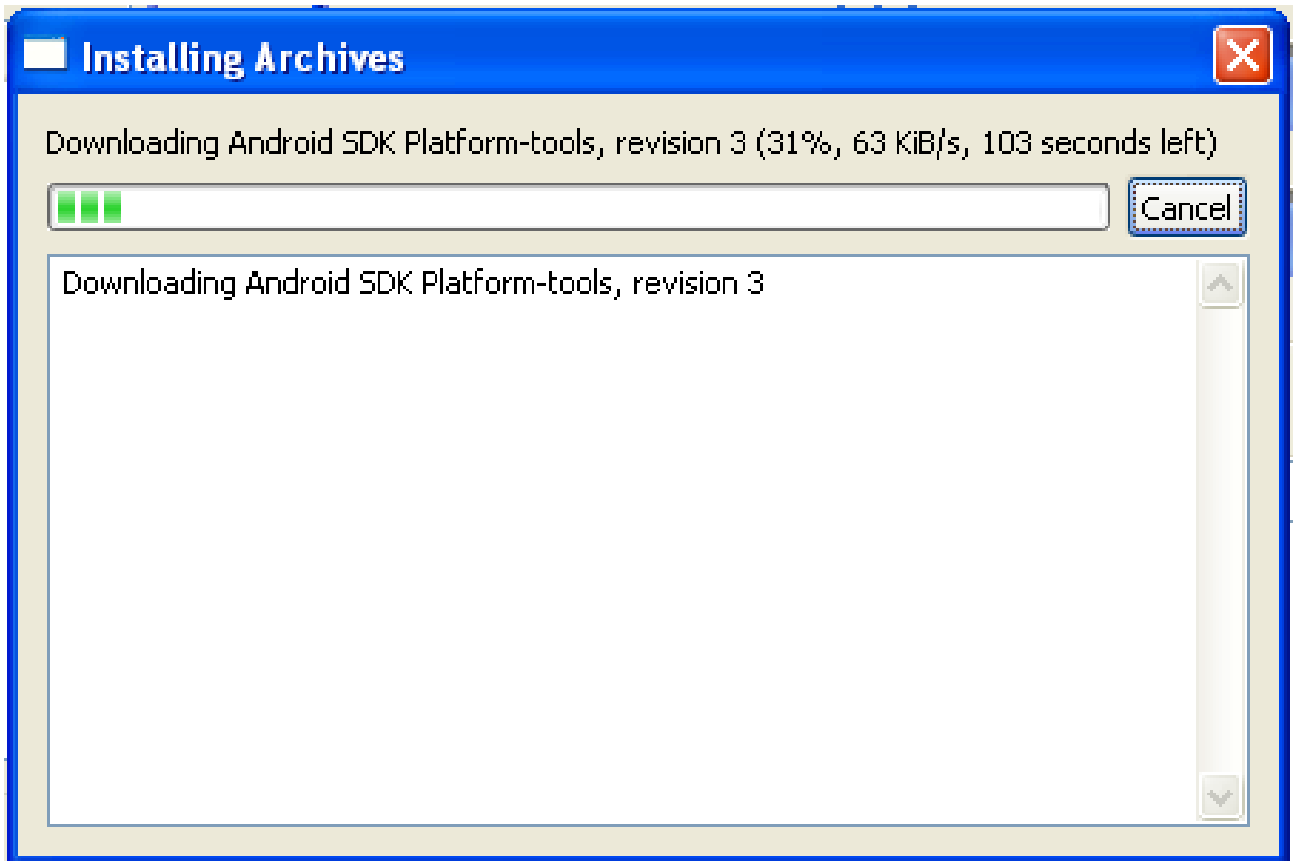 Installing Archives
Downloading Android SDK Platform-tools, revision 3 (31%, 63 KiB/s, 103 seconds left)
Cancel
Downloading Android SDK Platform-tools, revision 3